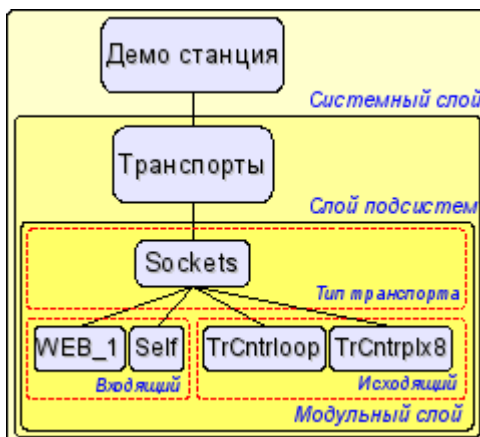 Демо станция
Системный слой
Транспорты
Слой подсистем
Sockets
Тип транспорта
WEB_1 Self TrCntrloop TrCntrplx8
Входящий Исходящий
Модульный слой